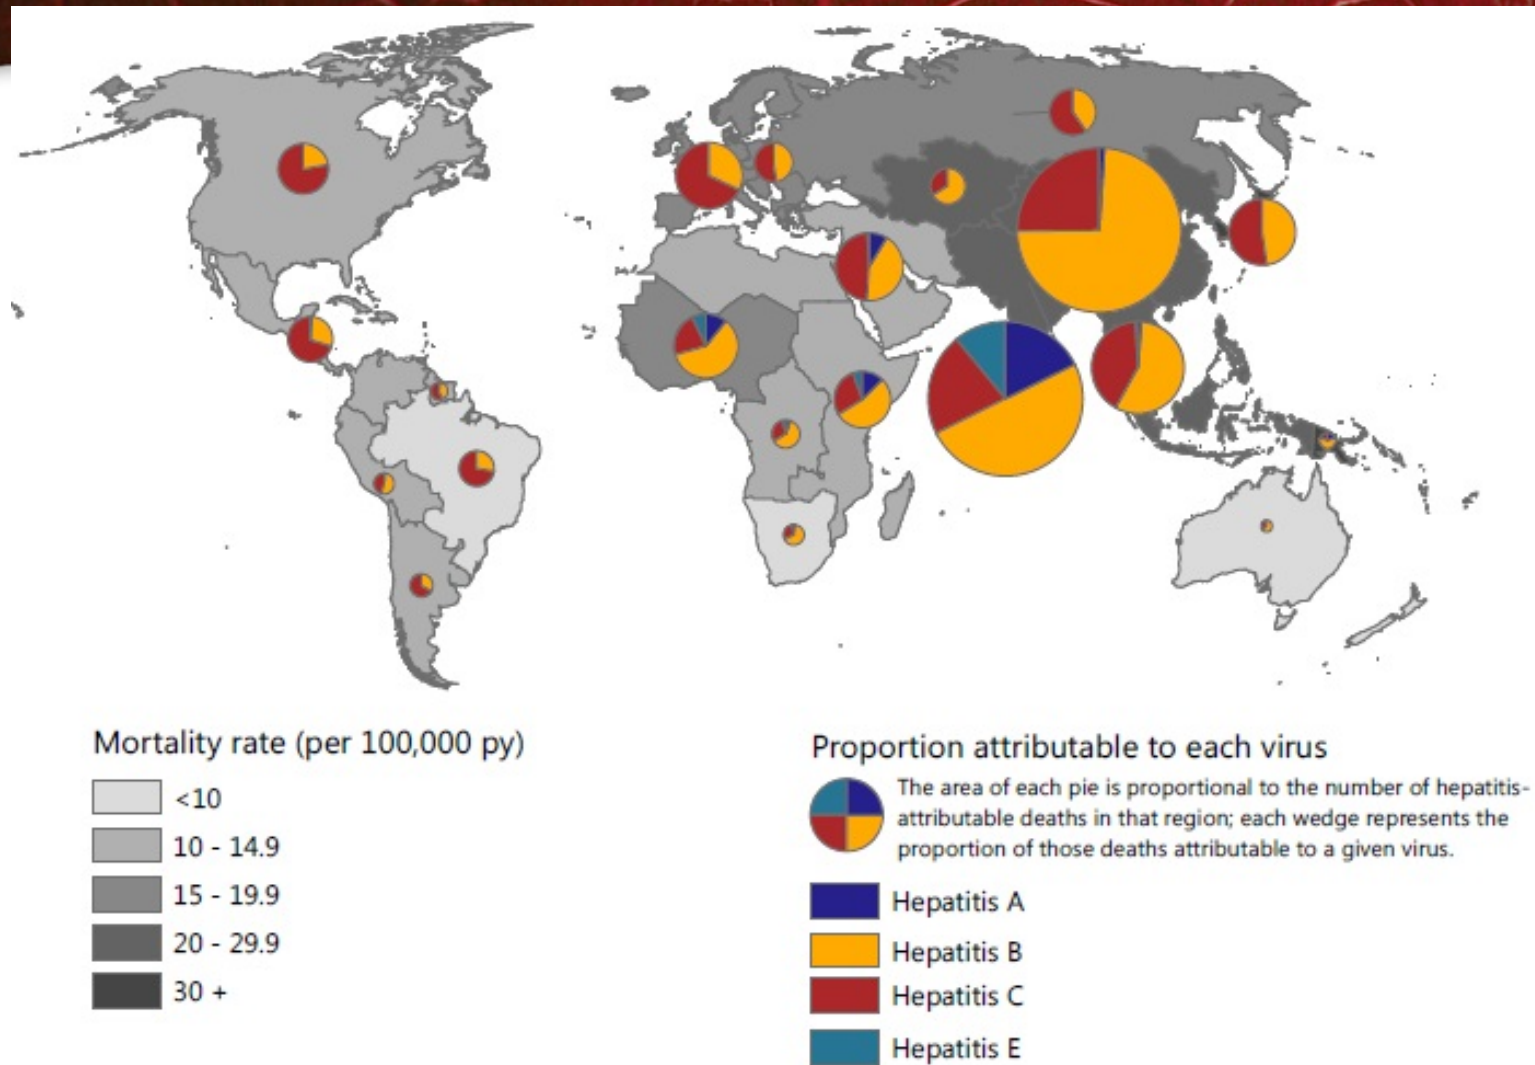 Mortality rate (per 100,000 py)
<10
10 - 14.9
15 - 19.9
20 - 29.9
30 +
Proportion attributable to each virus
The area of each pie is proportional to the number of hepatitis-
attributable deaths in that region; each wedge represents the
proportion of those deaths attributable to a given virus.
Hepatitis A
Hepatitis B
Hepatitis C
Hepatitis E